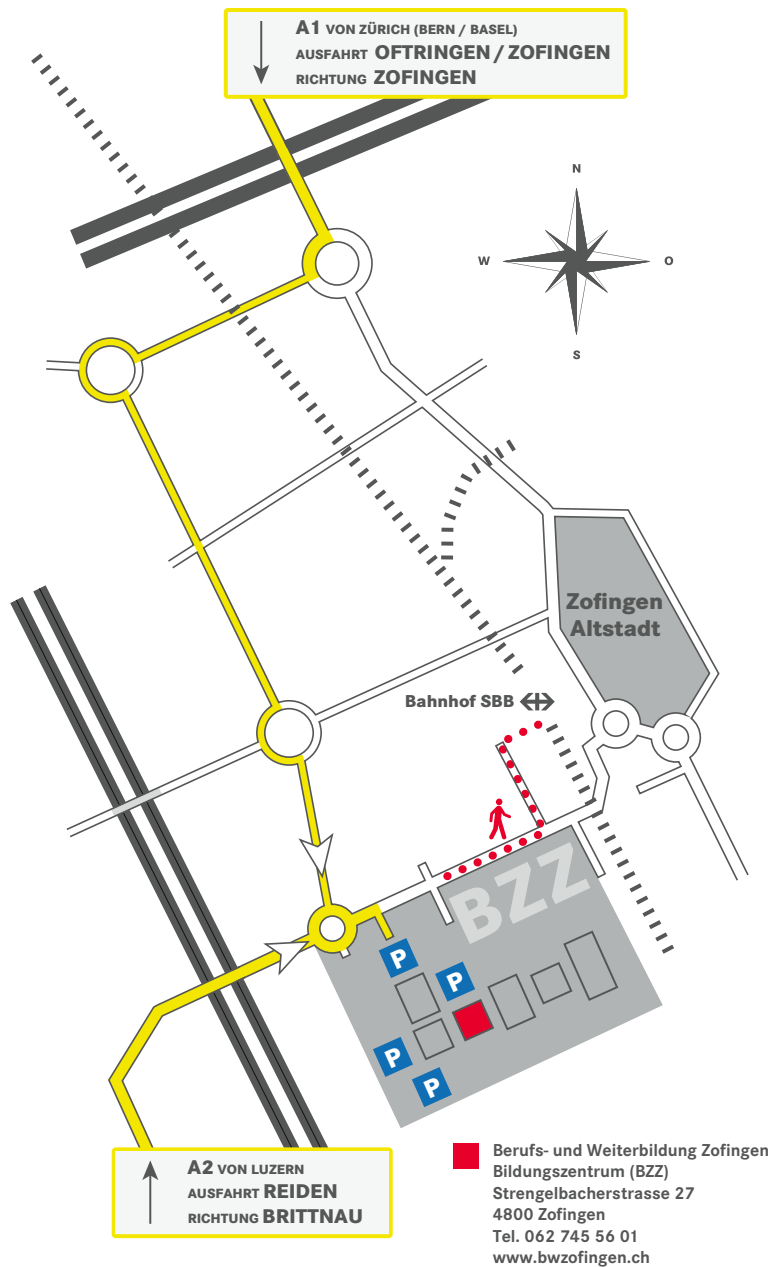 A1 VON ZÜRICH (BERN / BASEL)
AUSFAHRT OFTRINGEN / ZOFINGEN
RICHTUNG ZOFINGEN
N
W
O
S
Zofingen
Altstadt
Bahnhof SBB
BZZ
P
P
P
P
A2 VON LUZERN
AUSFAHRT REIDEN
RICHTUNG BRITTNAU
Berufs- und Weiterbildung Zofingen
Bildungszentrum (BZZ)
Strengelbacherstrasse 27
4800 Zofingen
Tel. 062 745 56 01
www.bwzofingen.ch